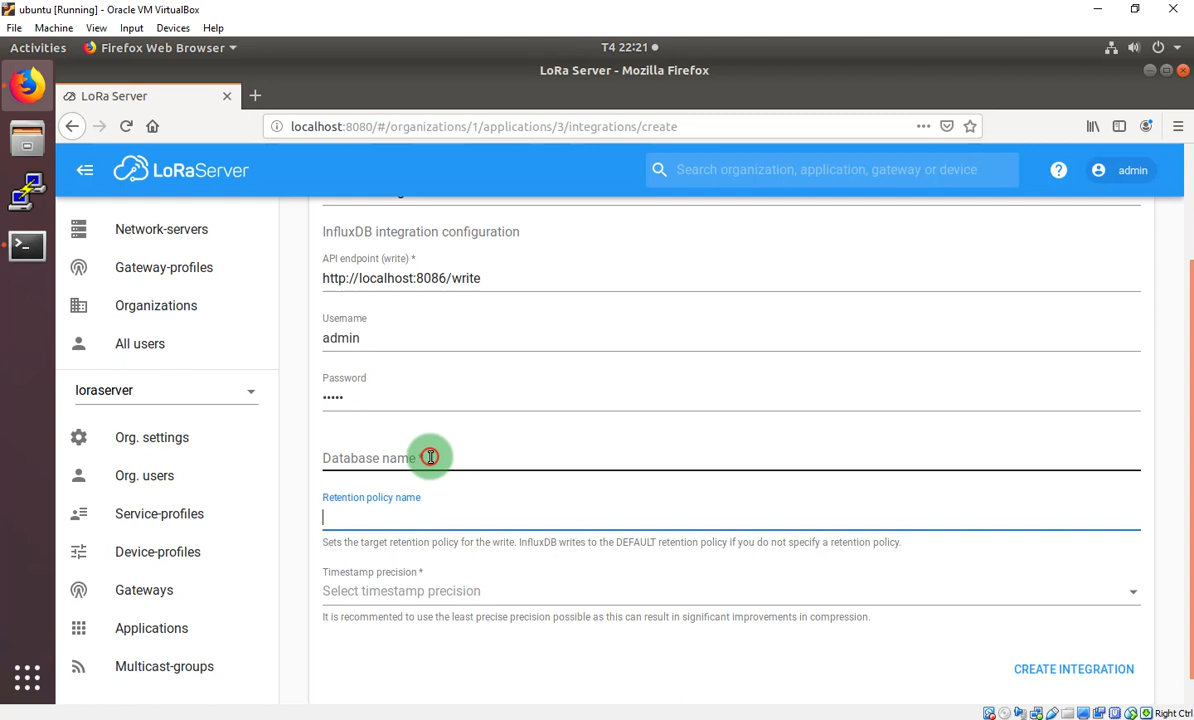 ubuntu [Running] - Oracle VM VirtualBox
File Machine View Input Devices Help
Activities Firefox Web Browser T4 22:21
LoRa Server - Mozilla Firefox
LoRa Server
localhost:8080/#/organizations/1/applications/3/integrations/create
LoRaServer Search organization, application, gateway or device ? admin
Network-servers
Gateway-profiles
Organizations
All users
loraserver
Org. settings
Org. users
Service-profiles
Device-profiles
Gateways
Applications
Multicast-groups
InfluxDB integration configuration
API endpoint (write) *
http://localhost:8086/write
Username
admin
Password
•••••
Database name
Retention policy name
Sets the target retention policy for the write. InfluxDB writes to the DEFAULT retention policy if you do not specify a retention policy.
Timestamp precision *
Select timestamp precision
It is recommended to use the least precise precision possible as this can result in significant improvements in compression.
CREATE INTEGRATION
Right Ctrl